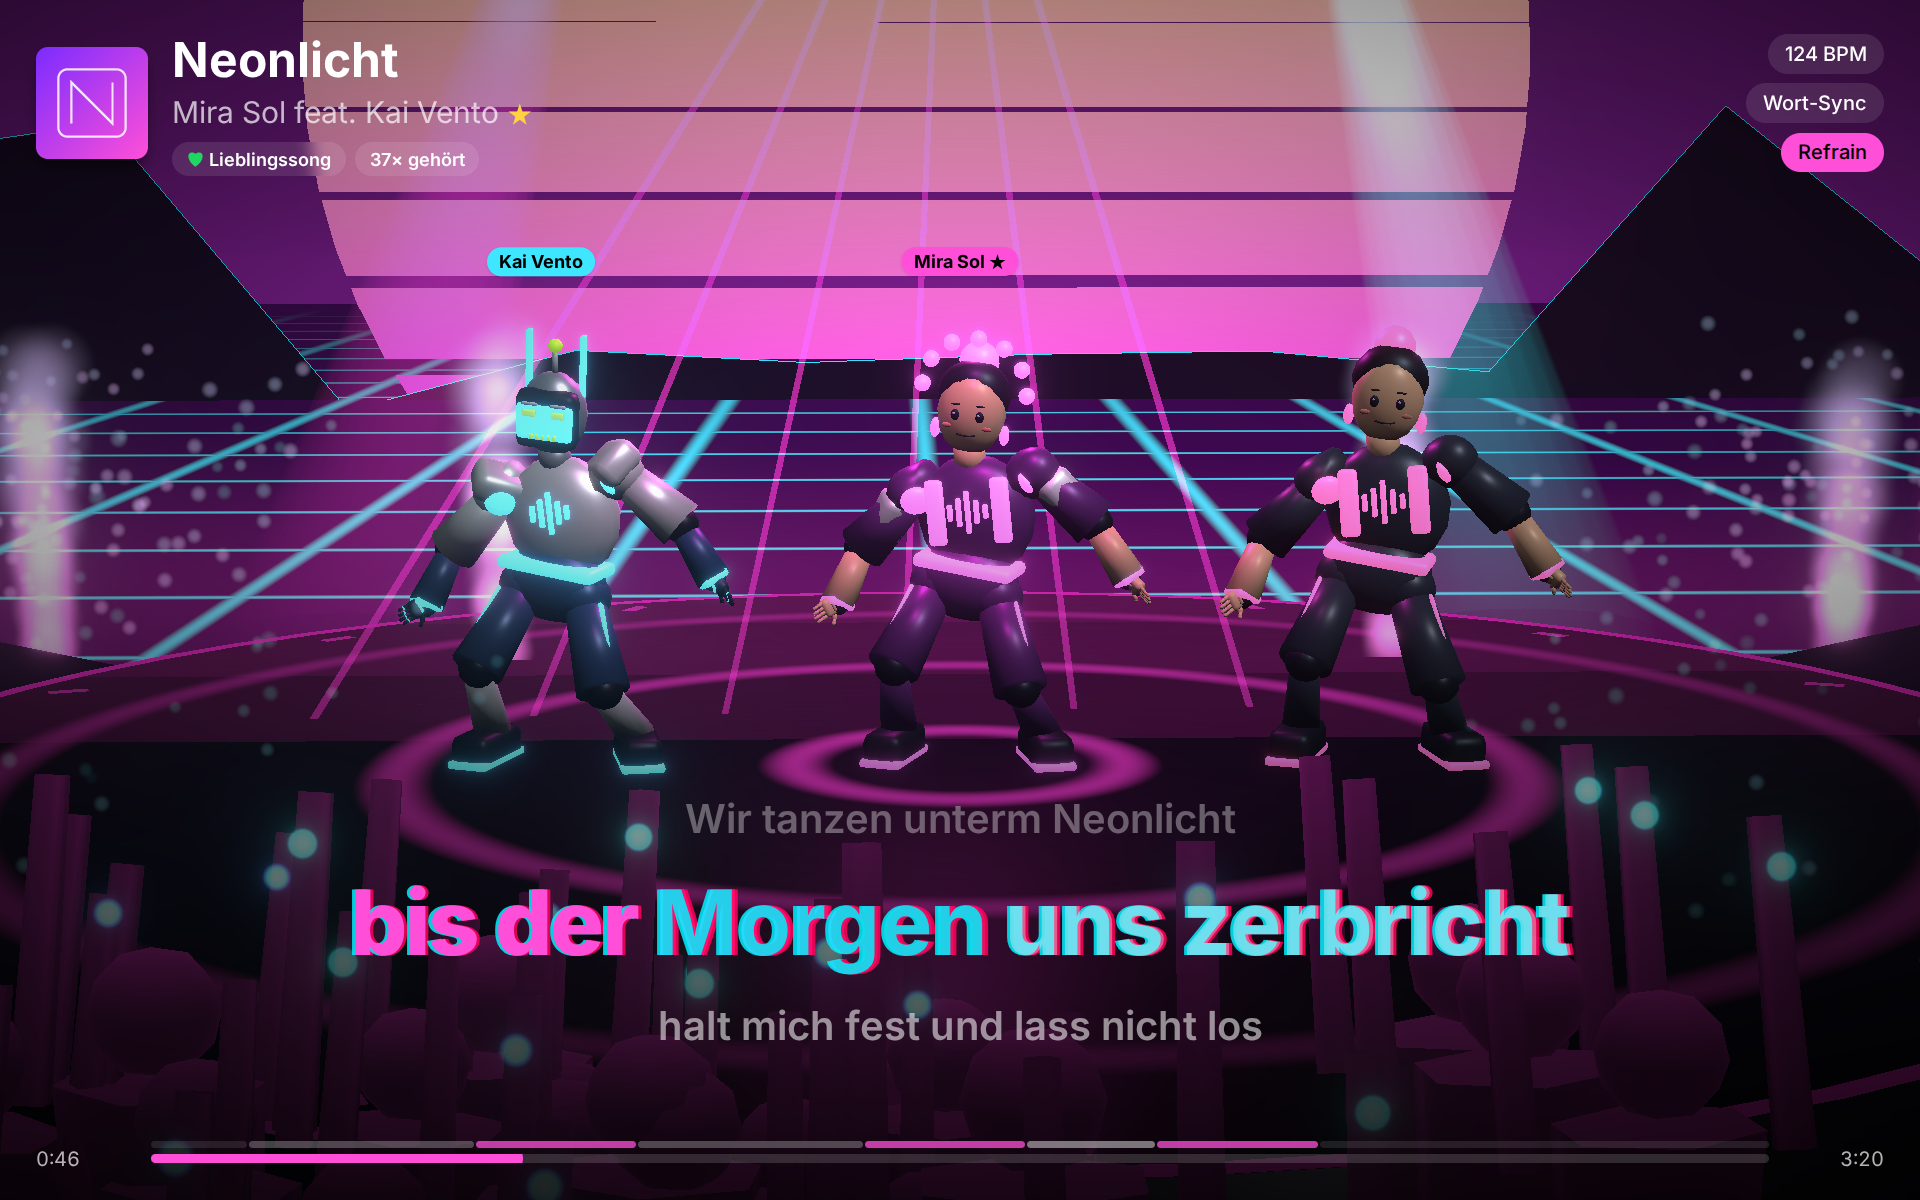 Neonlicht
Mira Sol feat. Kai Vento ★
Lieblingssong
37× gehört
124 BPM
Wort-Sync
Refrain
N
Kai Vento
Mira Sol ★
Wir tanzen unterm Neonlicht
bis der Morgen uns zerbricht
halt mich fest und lass nicht los
0:46
3:20